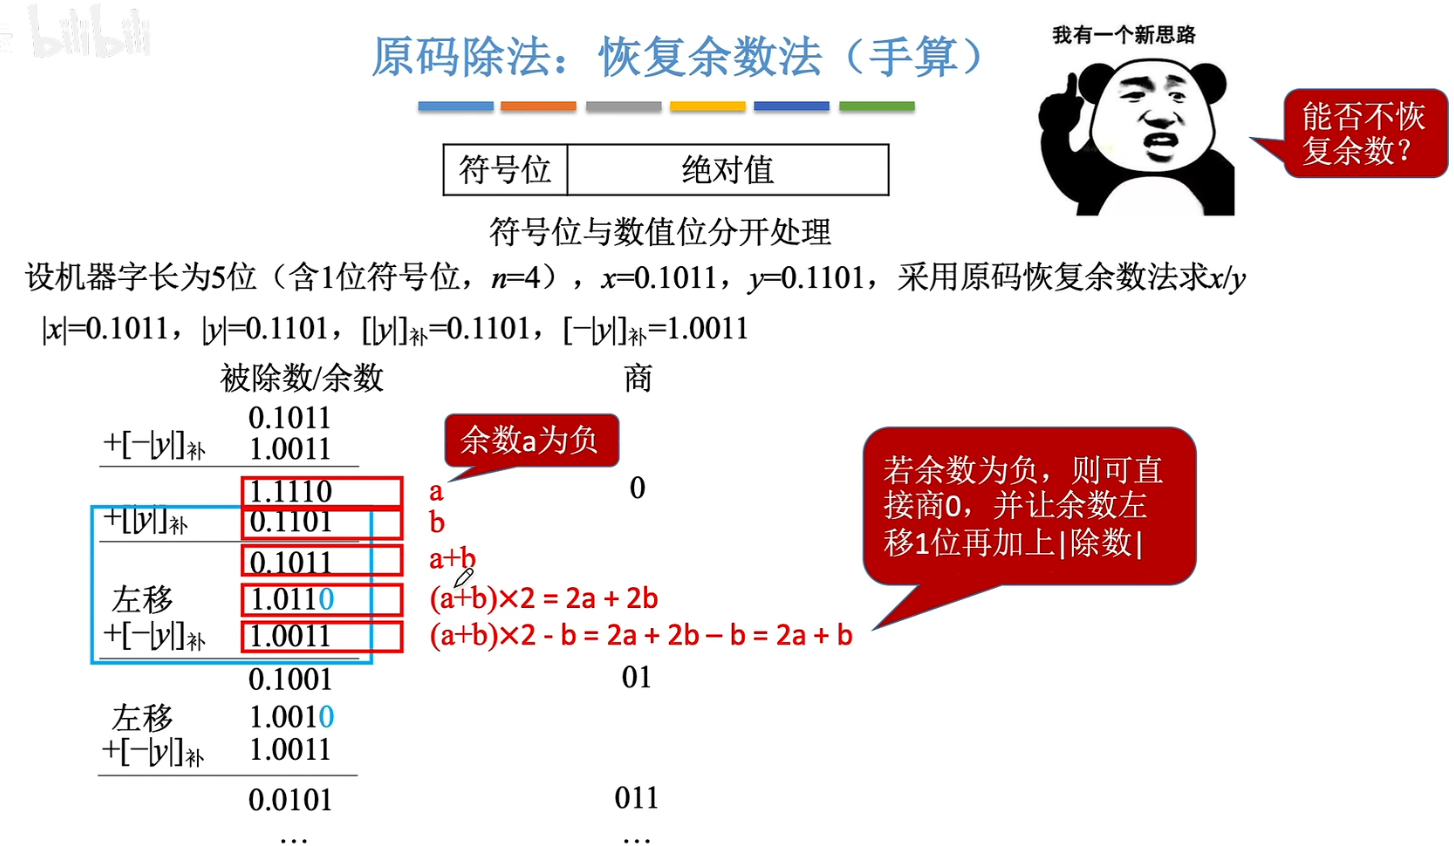 bilibili
我有一个新思路
原码除法：恢复余数法（手算）
能否不恢
复余数？
符号位 绝对值
符号位与数值位分开处理
设机器字长为5位（含1位符号位，n=4），x=0.1011，y=0.1101，采用原码恢复余数法求x/y
|x|=0.1011，|y|=0.1101，[|y|]补=0.1101，[−|y|]补=1.0011
被除数/余数 商
0.1011
+[−|y|]补 1.0011
余数a为负
1.1110 a 0
+[|y|]补 0.1101 b
0.1011 a+b
左移 1.0110 (a+b)×2 = 2a + 2b
+[−|y|]补 1.0011 (a+b)×2 - b = 2a + 2b – b = 2a + b
若余数为负，则可直
接商0，并让余数左
移1位再加上|除数|
0.1001 01
左移 1.0010
+[−|y|]补 1.0011
0.0101 011
… …